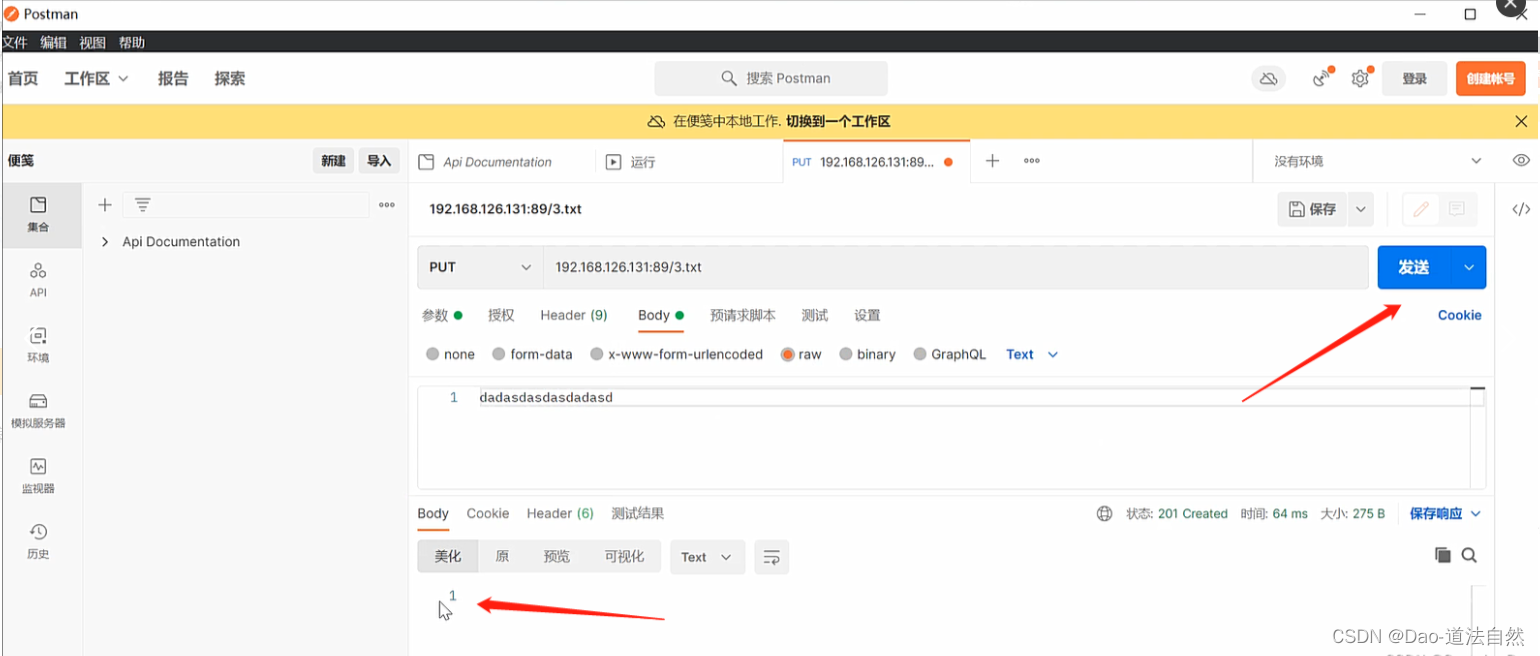 Postman
文件 编辑 视图 帮助
首页 工作区 报告 探索 搜索 Postman 登录 创建帐号
在便笺中本地工作. 切换到一个工作区
便笺 新建 导入 Api Documentation 运行 PUT 192.168.126.131:89... 没有环境
集合
Api Documentation
API
环境
模拟服务器
监视器
历史
192.168.126.131:89/3.txt 保存
PUT 192.168.126.131:89/3.txt 发送
参数 授权 Header (9) Body 预请求脚本 测试 设置 Cookie
none form-data x-www-form-urlencoded raw binary GraphQL Text
1 dadasdasdasdadasd
Body Cookie Header (6) 测试结果 状态: 201 Created 时间: 64 ms 大小: 275 B 保存响应
美化 原 预览 可视化 Text
1
CSDN @Dao-道法自然